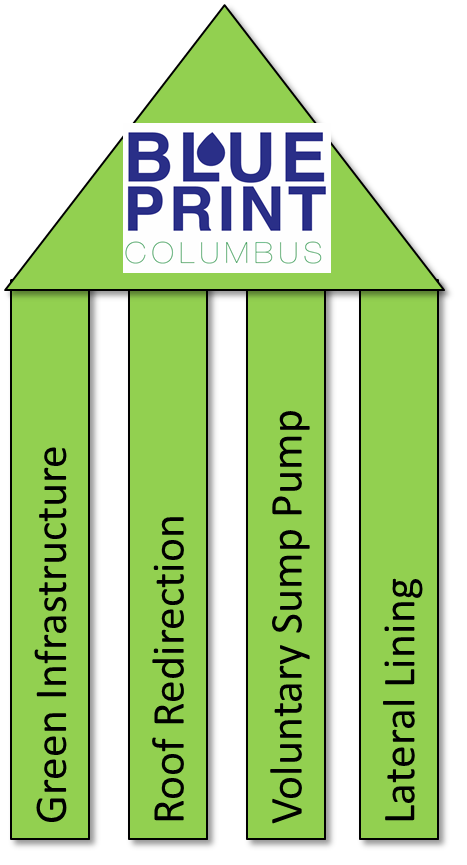 BLUE
PRINT
COLUMBUS
Green Infrastructure
Roof Redirection
Voluntary Sump Pump
Lateral Lining